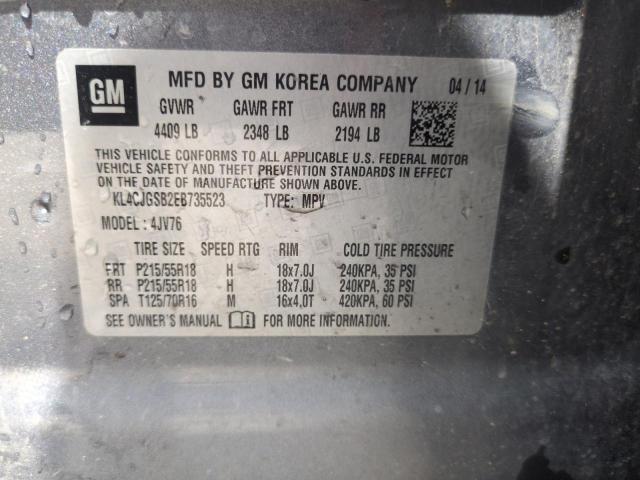 GM MFD BY GM KOREA COMPANY 04/14
GVWR GAWR FRT GAWR RR
4409 LB 2348 LB 2194 LB
THIS VEHICLE CONFORMS TO ALL APPLICABLE U.S. FEDERAL MOTOR
VEHICLE SAFETY AND THEFT PREVENTION STANDARDS IN EFFECT
ON THE DATE OF MANUFACTURE SHOWN ABOVE.
KL4CJGSB2EB735523 TYPE: MPV
MODEL: 4JV76
TIRE SIZE SPEED RTG RIM COLD TIRE PRESSURE
FRT P215/55R18 H 18x7.0J 240KPA, 35 PSI
RR P215/55R18 H 18x7.0J 240KPA, 35 PSI
SPA T125/70R16 M 16x4.0T 420KPA, 60 PSI
SEE OWNER'S MANUAL FOR MORE INFORMATION.